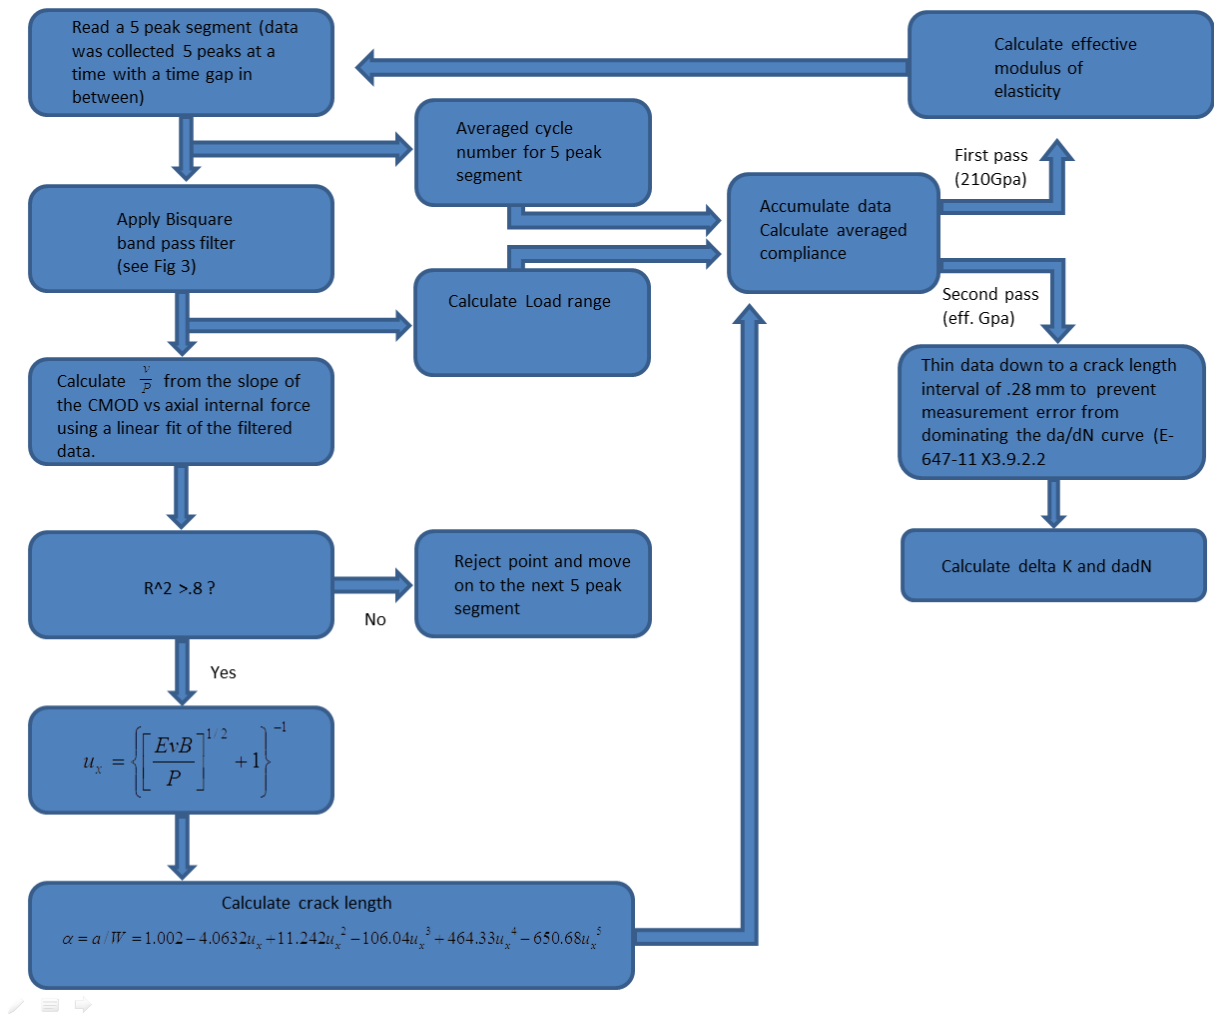 Read a 5 peak segment (data
was collected 5 peaks at a
time with a time gap in
between)
Averaged cycle
number for 5 peak
segment
Apply Bisquare
band pass filter
(see Fig 3)
Calculate Load range
Calculate v/P from the slope of
the CMOD vs axial internal force
using a linear fit of the filtered
data.
R^2 >.8 ?
No
Reject point and move
on to the next 5 peak
segment
Yes
u_x = {[EvB/P]^{1/2} + 1}^{-1}
Calculate crack length
α = a / W = 1.002 – 4.0632u_x + 11.242u_x^2 – 106.04u_x^3 + 464.33u_x^4 – 650.68u_x^5
Accumulate data
Calculate averaged
compliance
First pass
(210Gpa)
Calculate effective
modulus of
elasticity
Second pass
(eff. Gpa)
Thin data down to a crack length
interval of .28 mm to prevent
measurement error from
dominating the da/dN curve (E-
647-11 X3.9.2.2
Calculate delta K and dadN